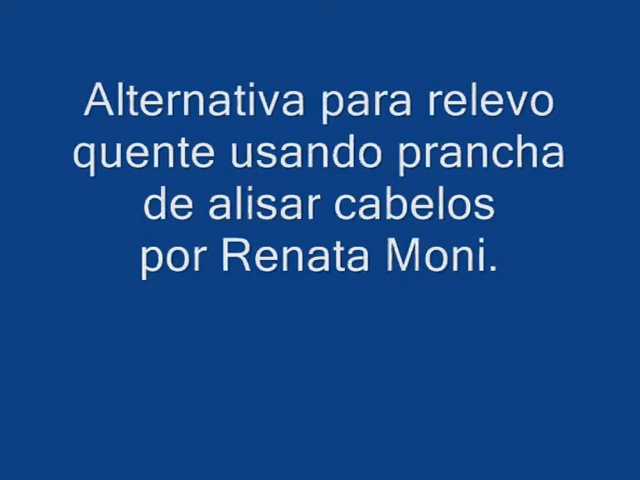 Alternativa para relevo
quente usando prancha
de alisar cabelos
por Renata Moni.